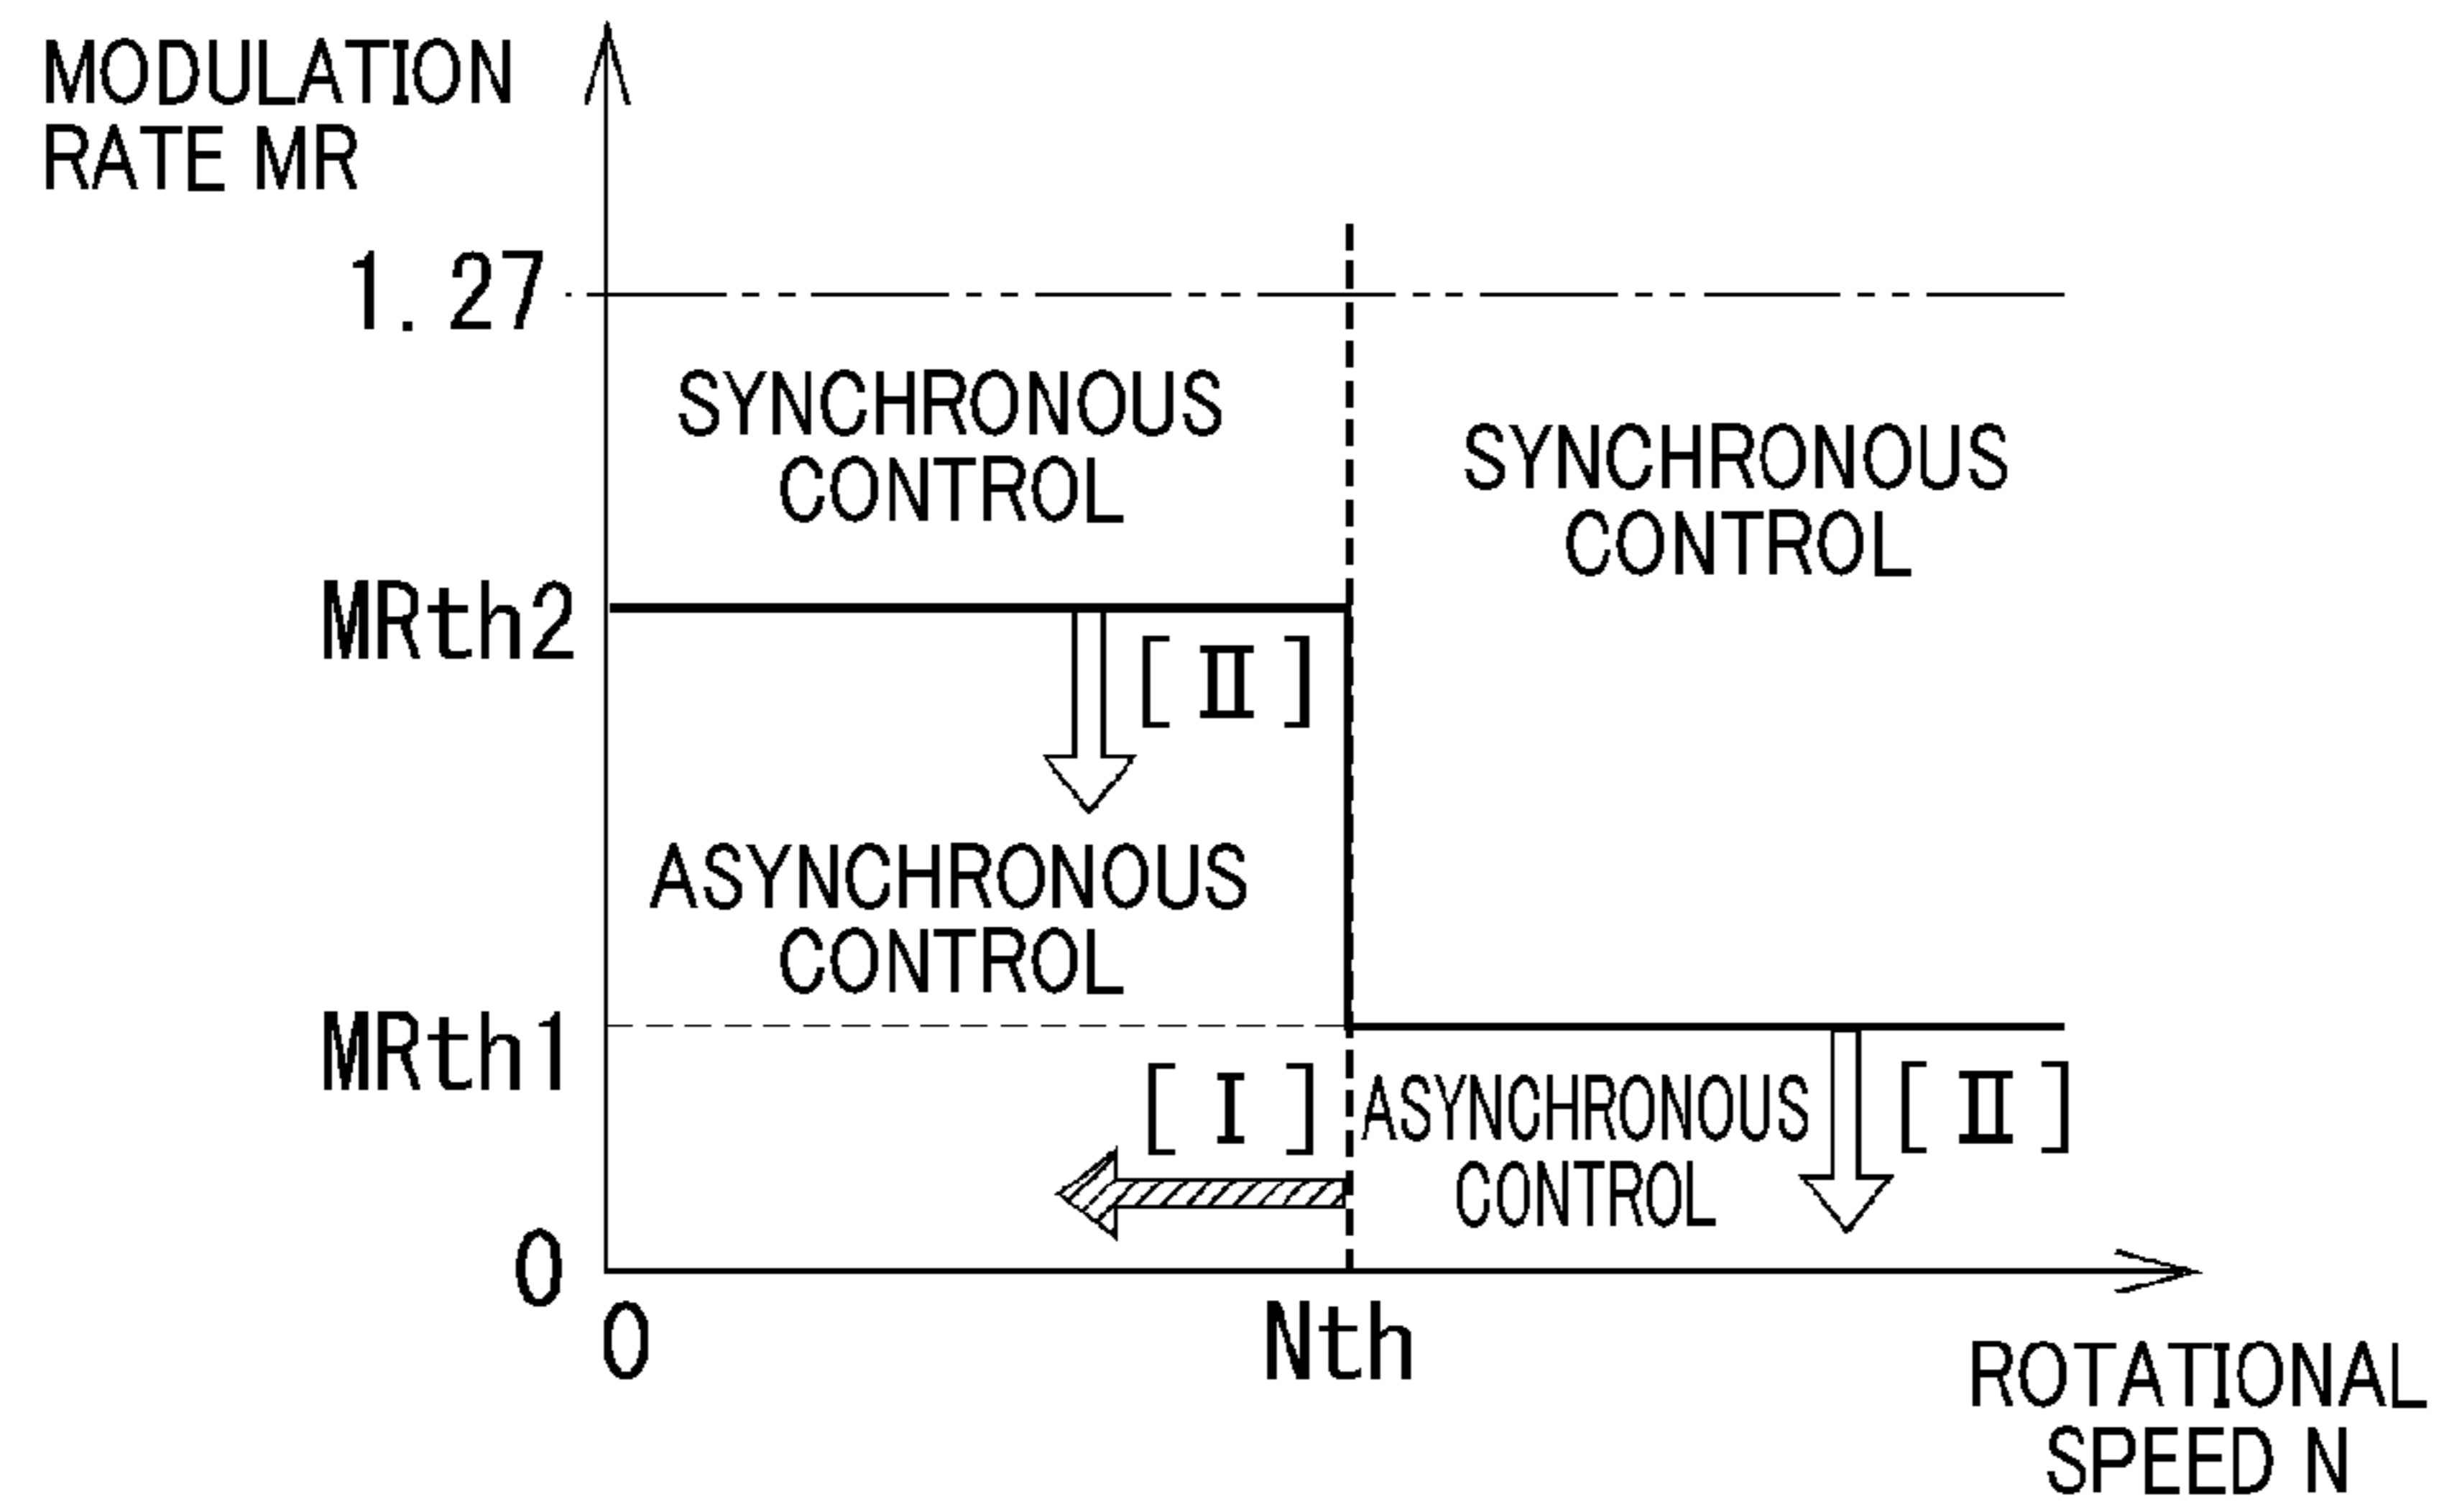 MODULATION
RATE MR
1.27
SYNCHRONOUS
CONTROL
SYNCHRONOUS
CONTROL
MRth2
[Ⅱ]
ASYNCHRONOUS
CONTROL
MRth1
[Ⅰ]
ASYNCHRONOUS
CONTROL
[Ⅱ]
0
0
Nth
ROTATIONAL
SPEED N